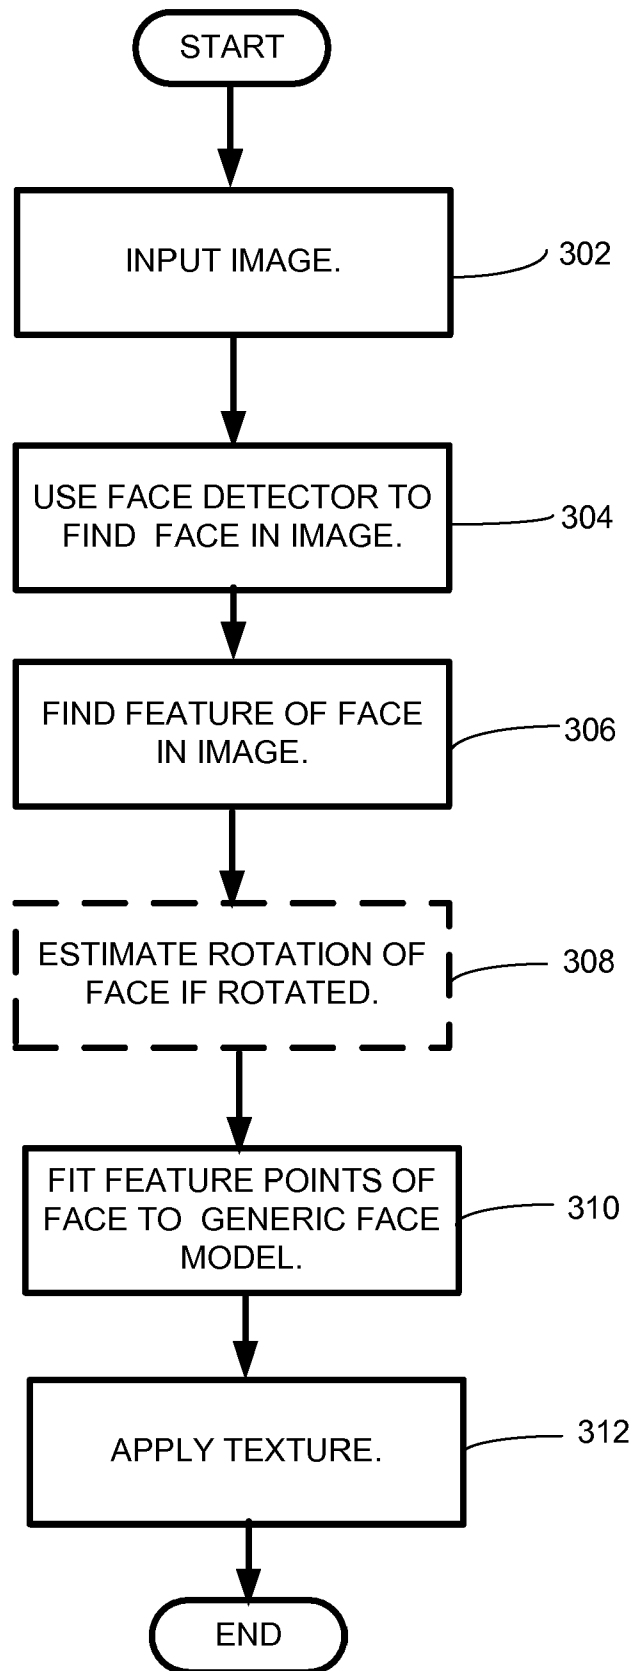 START
INPUT IMAGE.
302
USE FACE DETECTOR TO
FIND FACE IN IMAGE.
304
FIND FEATURE OF FACE
IN IMAGE.
306
ESTIMATE ROTATION OF
FACE IF ROTATED.
308
FIT FEATURE POINTS OF
FACE TO GENERIC FACE
MODEL.
310
APPLY TEXTURE.
312
END